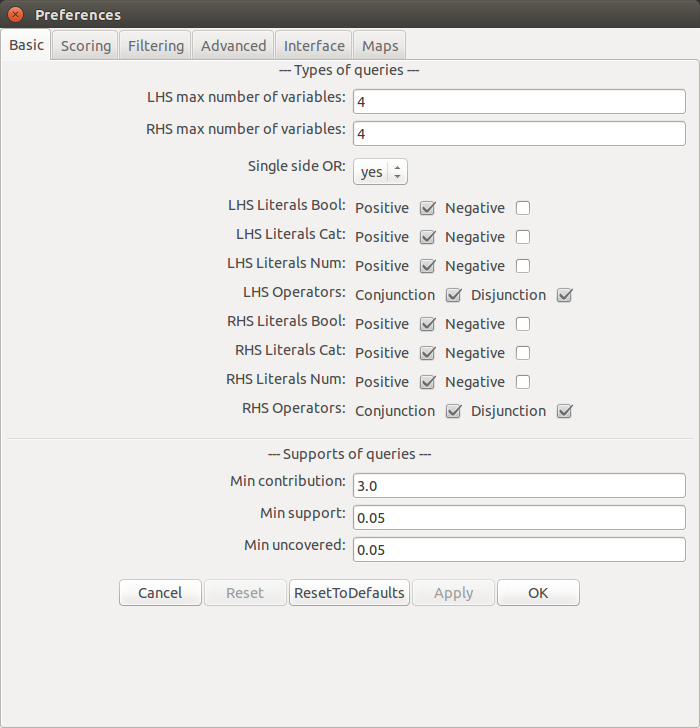 Preferences
Basic Scoring Filtering Advanced Interface Maps
--- Types of queries ---
LHS max number of variables: 4
RHS max number of variables: 4
Single side OR: yes
LHS Literals Bool: Positive Negative
LHS Literals Cat: Positive Negative
LHS Literals Num: Positive Negative
LHS Operators: Conjunction Disjunction
RHS Literals Bool: Positive Negative
RHS Literals Cat: Positive Negative
RHS Literals Num: Positive Negative
RHS Operators: Conjunction Disjunction
--- Supports of queries ---
Min contribution: 3.0
Min support: 0.05
Min uncovered: 0.05
Cancel Reset ResetToDefaults Apply OK